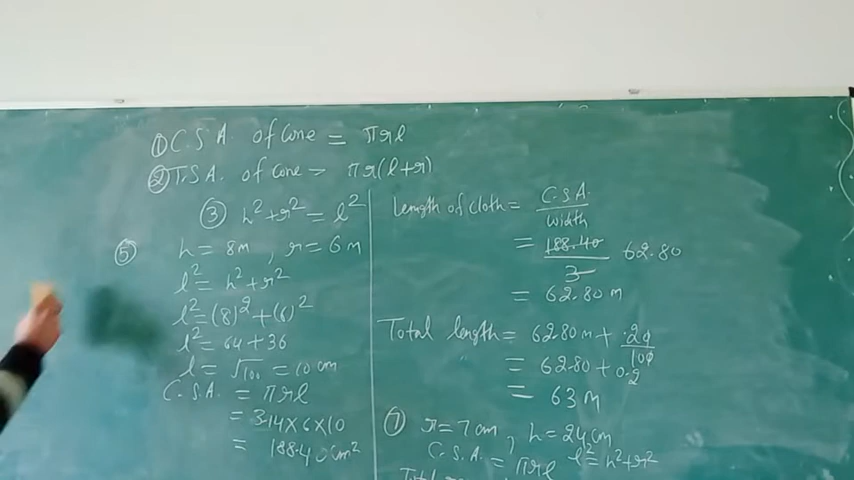 ① C.S.A. of Cone = πrl
② T.S.A. of Cone = πr(l+r)
③ h²+r² = l²
⑤ h = 8m, r = 6m
l² = h²+r²
l² = (8)²+(6)²
l² = 64+36
l = √100 = 10 cm
C.S.A. = πrl
= 3.14×6×10
= 188.40cm²
Length of cloth = C.S.A. / Width
= 188.40 / 3 62.80
= 62.80 m
Total length = 62.80m + 20 / 100
= 62.80 + 0.2
= 63 m
⑦ r = 7 cm, h = 24 cm
C.S.A. = πrl l² = h²+r²